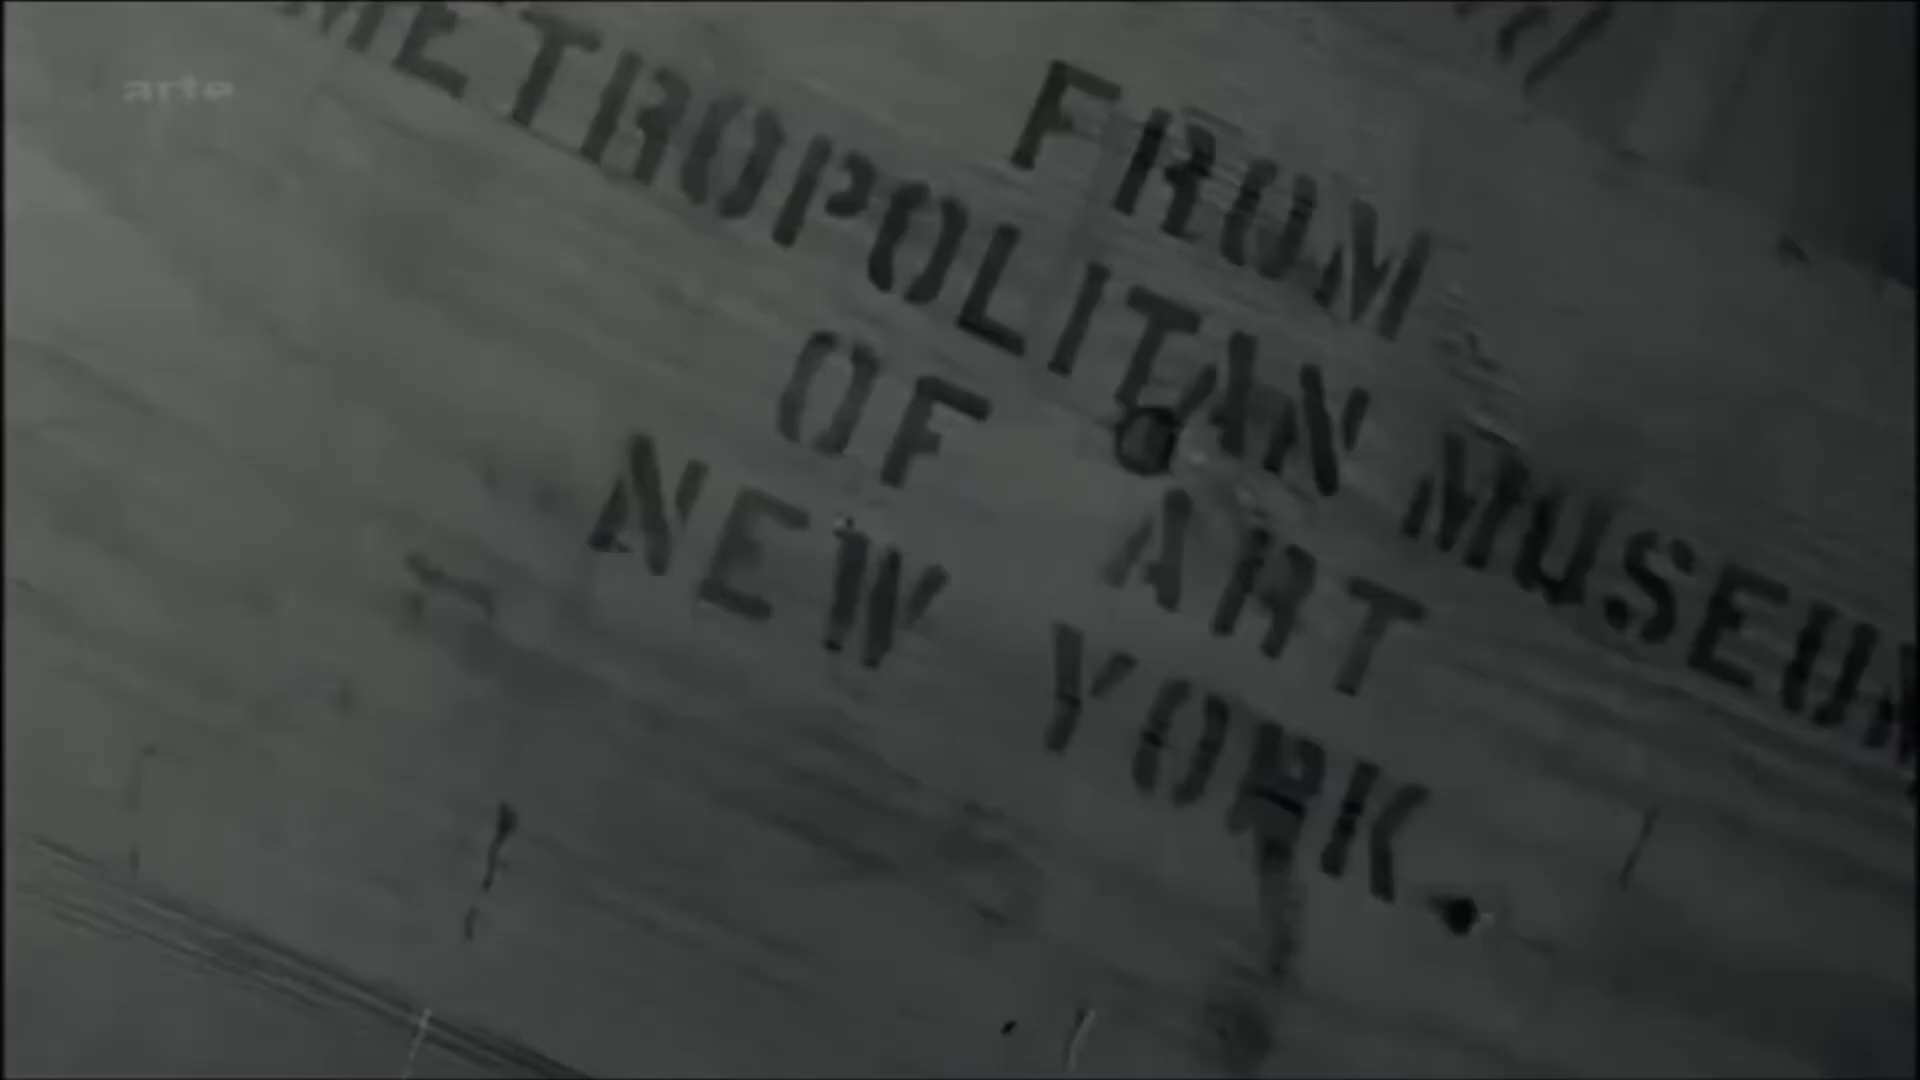 arte
FROM
METROPOLITAN MUSEUM
OF ART
NEW YORK.